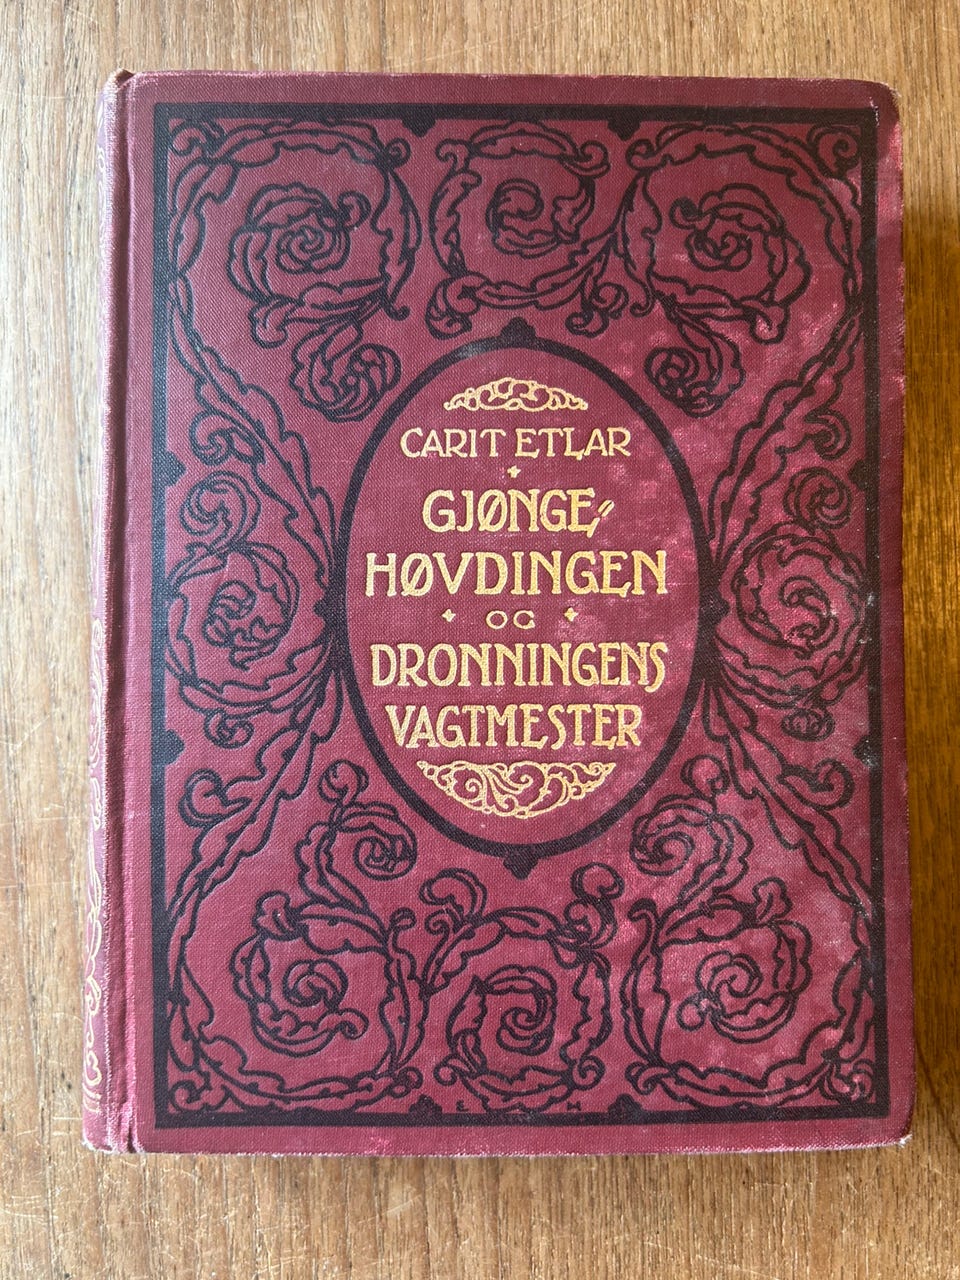 CARIT ETLAR
GJØNGE=
HØVDINGEN
OG
DRONNINGENS
VAGTMESTER
E H